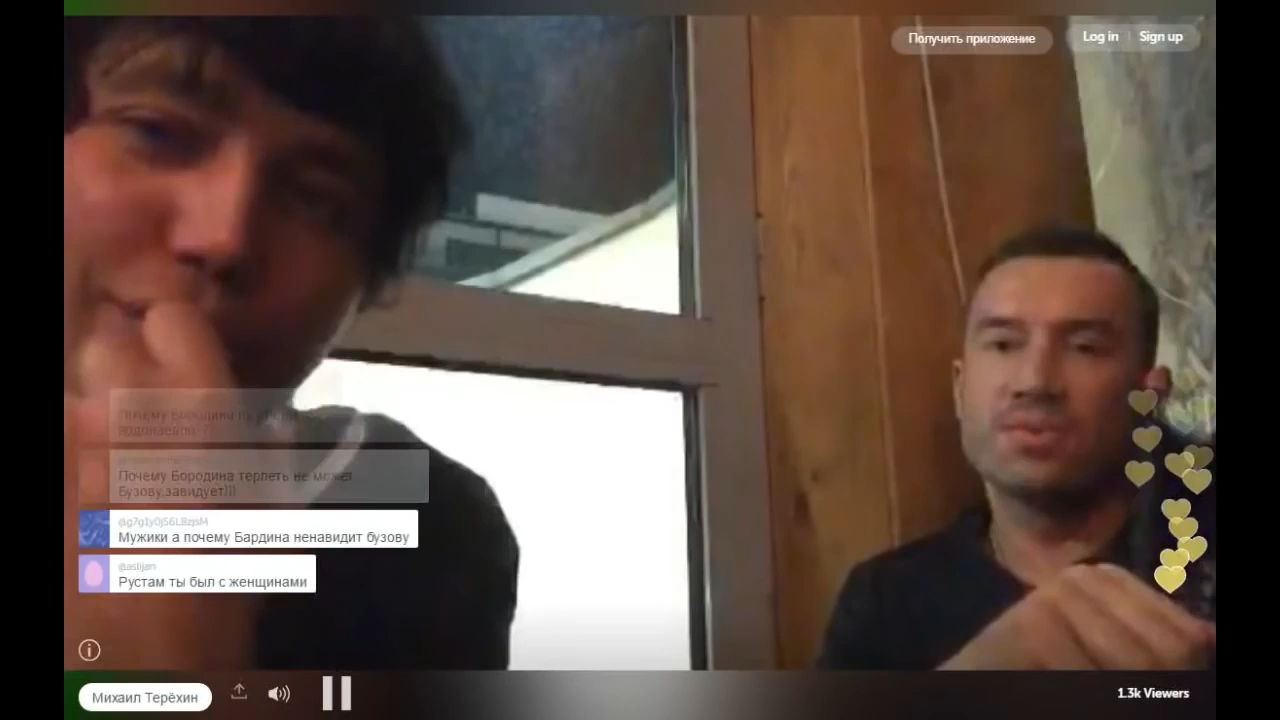 Получить приложение
Log in
Sign up
Почему Бородина терпеть не может
Бузову,завидует)))
@g7g1y0j56L8zjsM
Мужики а почему Бардина ненавидит бузову
@aslijan
Рустам ты был с женщинами
Михаил Терёхин
1.3k Viewers